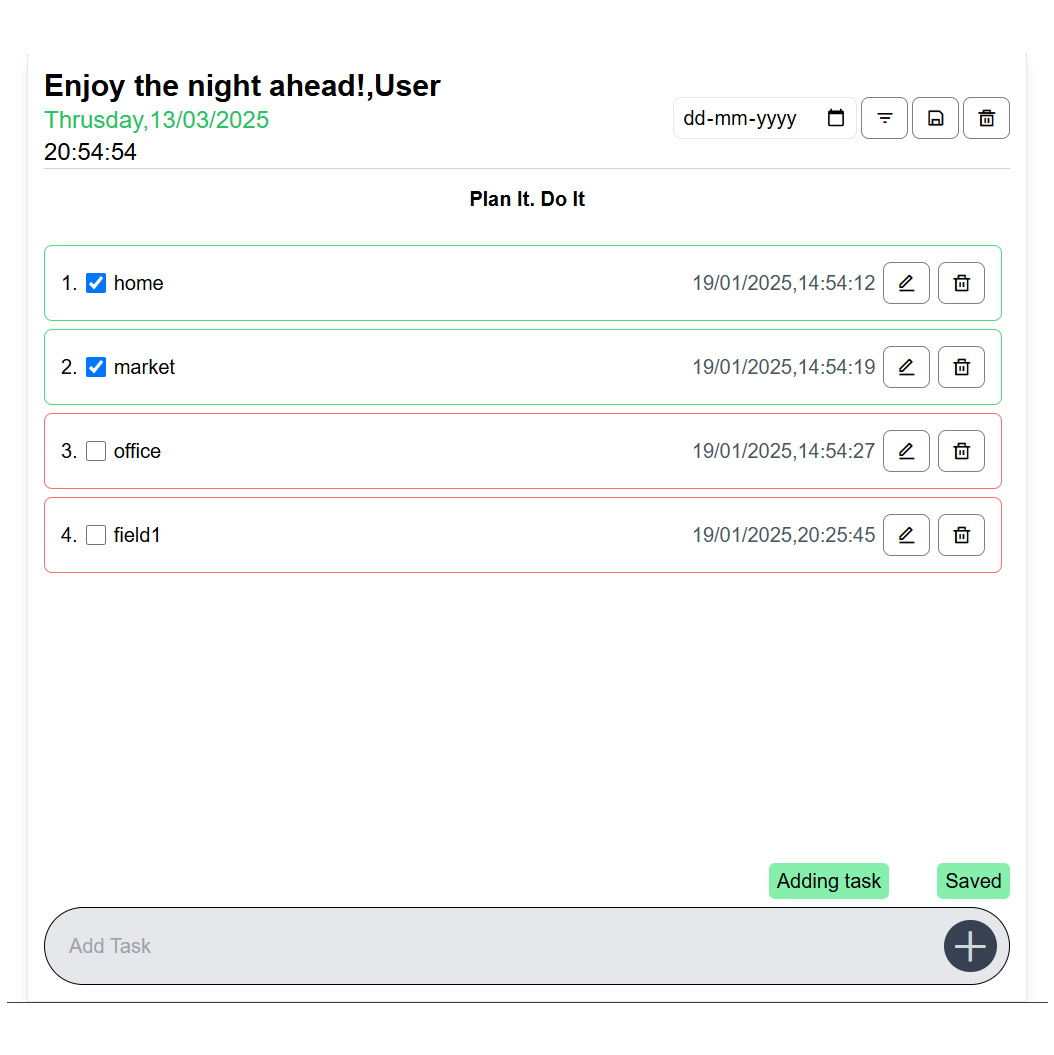 Enjoy the night ahead!,User
Thrusday,13/03/2025
20:54:54
dd-mm-yyyy
Plan It. Do It
1. home 19/01/2025,14:54:12
2. market 19/01/2025,14:54:19
3. office 19/01/2025,14:54:27
4. field1 19/01/2025,20:25:45
Adding task Saved
Add Task